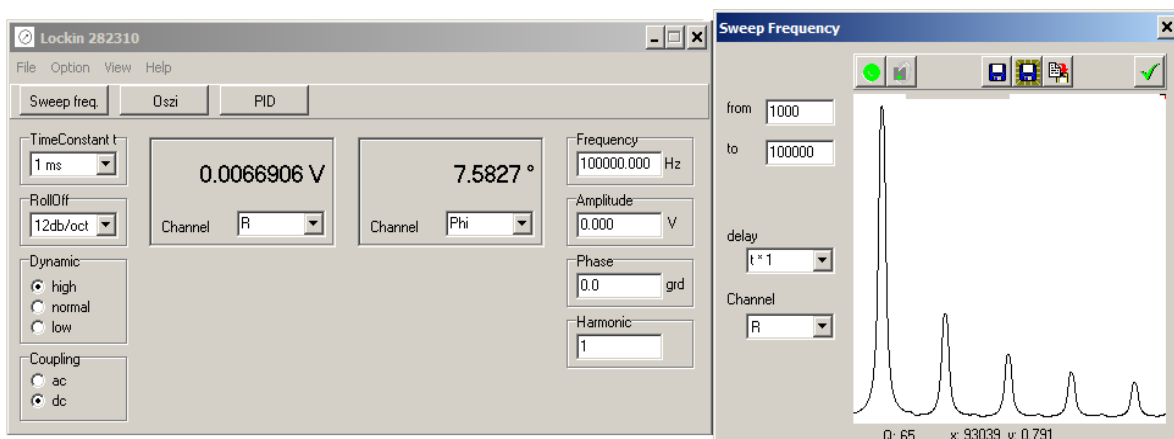 Lockin 282310
File Option View Help
Sweep freq. Oszi PID
TimeConstant t
1 ms
RollOff
12db/oct
Dynamic
high
normal
low
Coupling
ac
dc
0.0066906 V
Channel R
7.5827 °
Channel Phi
Frequency
100000.000 Hz
Amplitude
0.000 V
Phase
0.0 grd
Harmonic
1
Sweep Frequency
from 1000
to 100000
delay
t * 1
Channel
R
Q: 65 x: 93039 y: 0.791